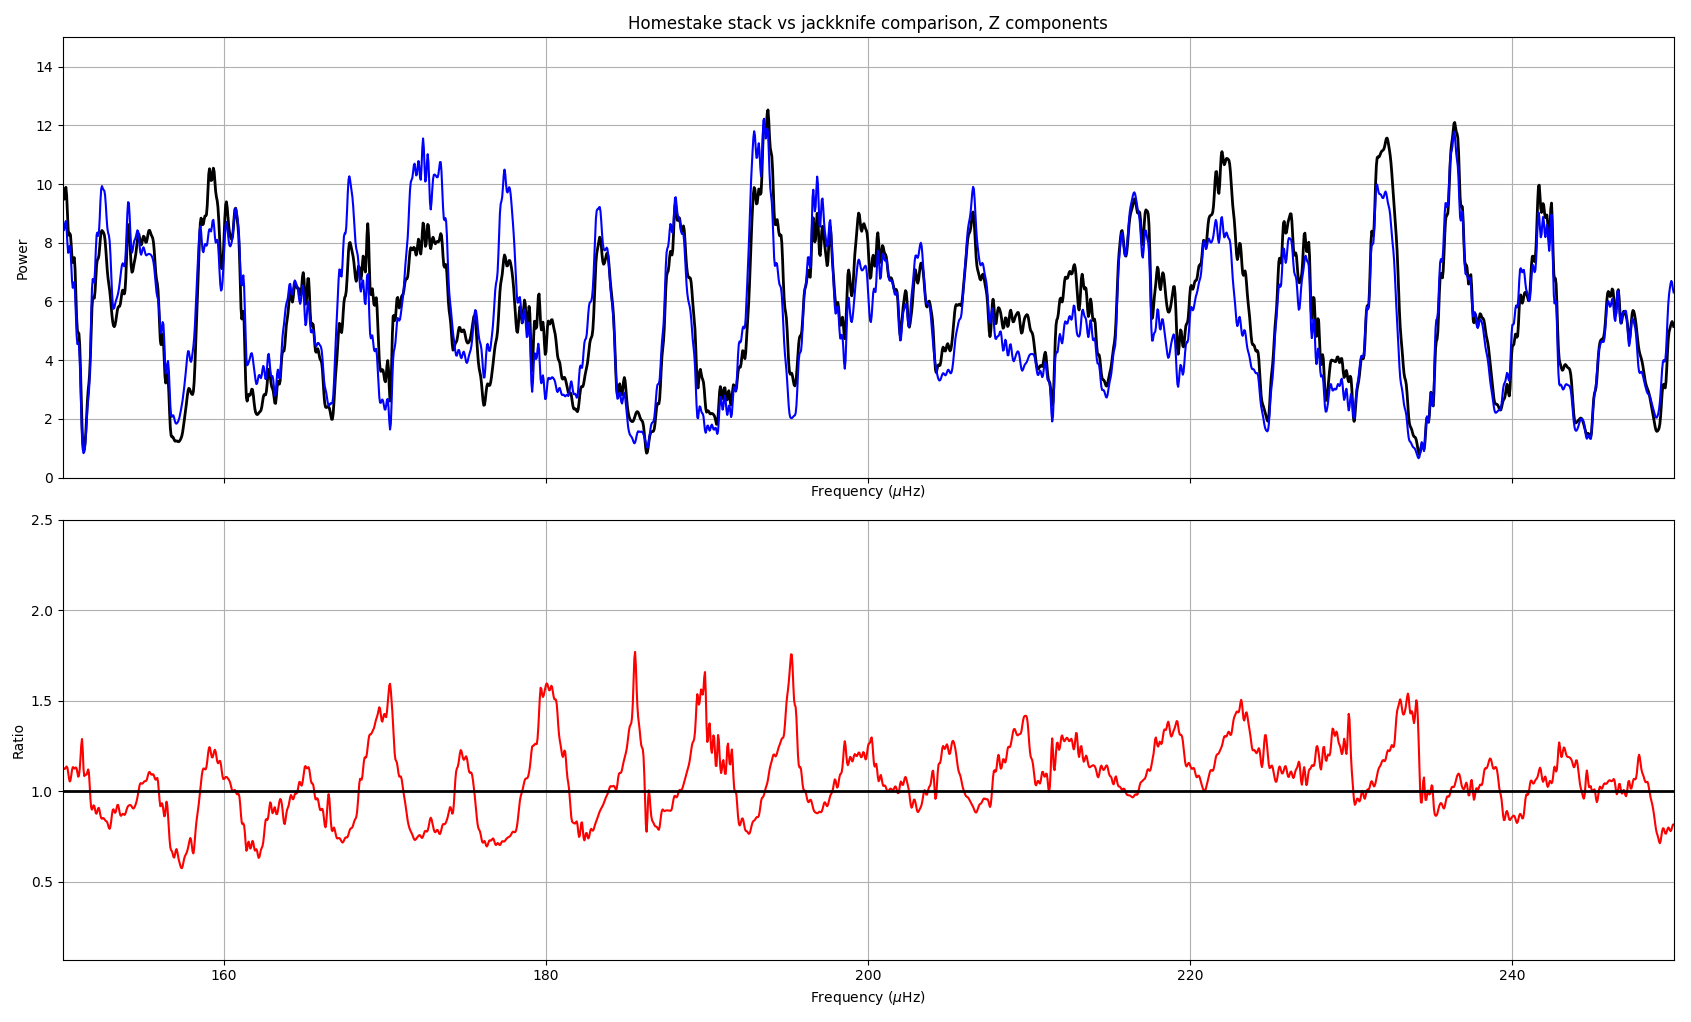 Homestake stack vs jackknife comparison, Z components
14
12
10
8
6
4
2
0
Power
Frequency (μHz)
2.5
2.0
1.5
1.0
0.5
Ratio
160 180 200 220 240
Frequency (μHz)